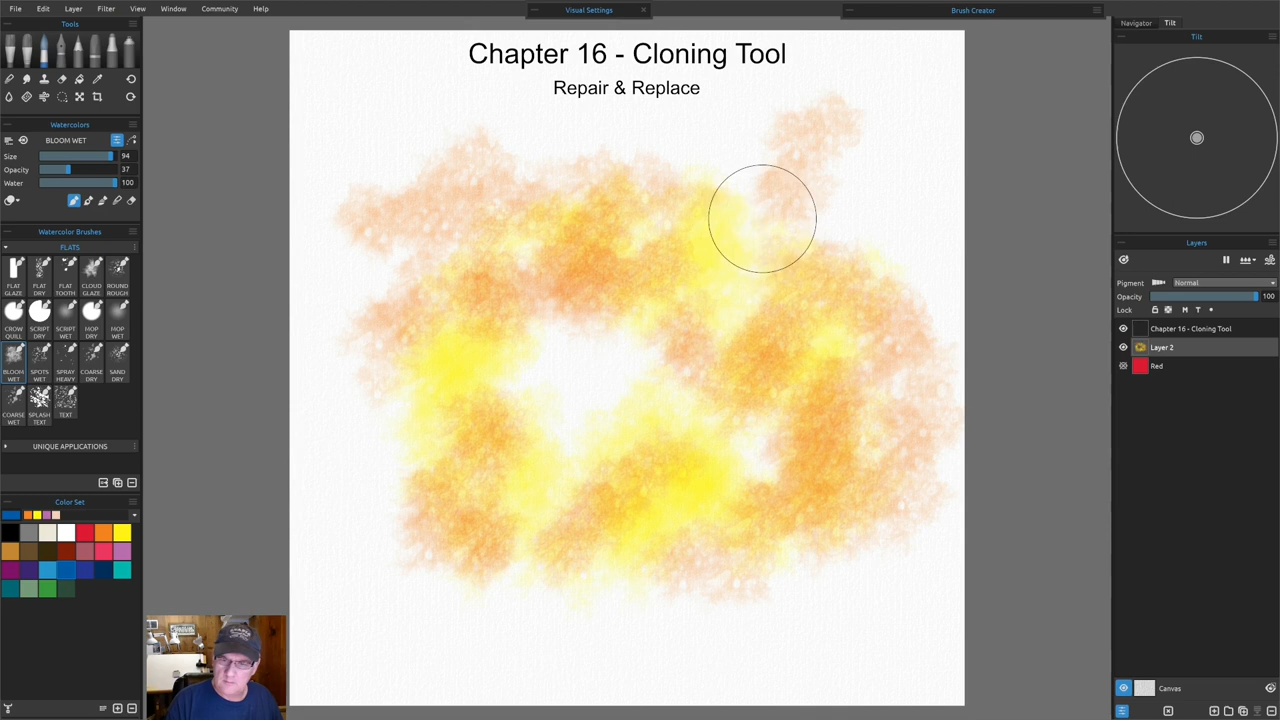 File Edit Layer Filter View Window Community Help
Visual Settings
Brush Creator
Tools
Navigator Tilt
Tilt
Chapter 16 - Cloning Tool
Repair & Replace
Watercolors
BLOOM WET
Size 94
Opacity 37
Water 100
Watercolor Brushes
FLATS
FLAT GLAZE
FLAT DRY
FLAT TOOTH
CLOUD GLAZE
ROUND ROUGH
CROW QUILL
SCRIPT DRY
SCRIPT WET
MOP DRY
MOP WET
BLOOM WET
SPOTS WET
SPRAY HEAVY
COARSE DRY
SAND DRY
COARSE WET
SPLASH TEXT
TEXT
UNIQUE APPLICATIONS
Color Set
Layers
Pigment Normal
Opacity 100
Lock M T
Chapter 16 - Cloning Tool
Layer 2
Red
Canvas